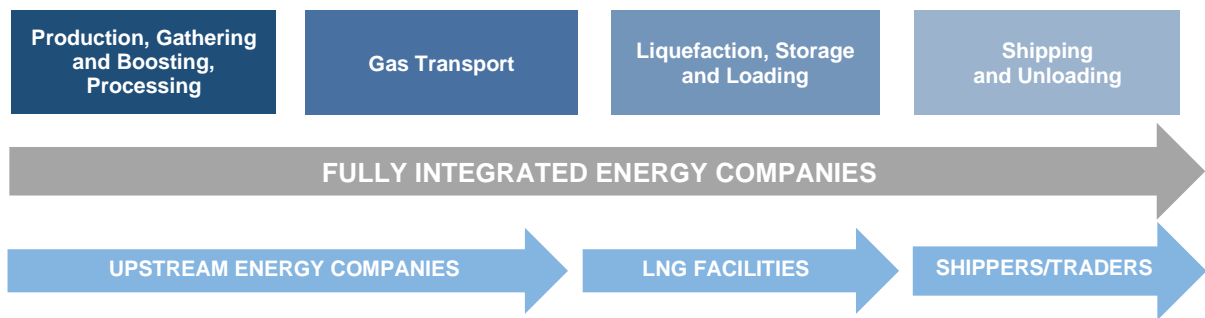 Production, Gathering
and Boosting,
Processing
Gas Transport
Liquefaction, Storage
and Loading
Shipping
and Unloading
FULLY INTEGRATED ENERGY COMPANIES
UPSTREAM ENERGY COMPANIES
LNG FACILITIES
SHIPPERS/TRADERS